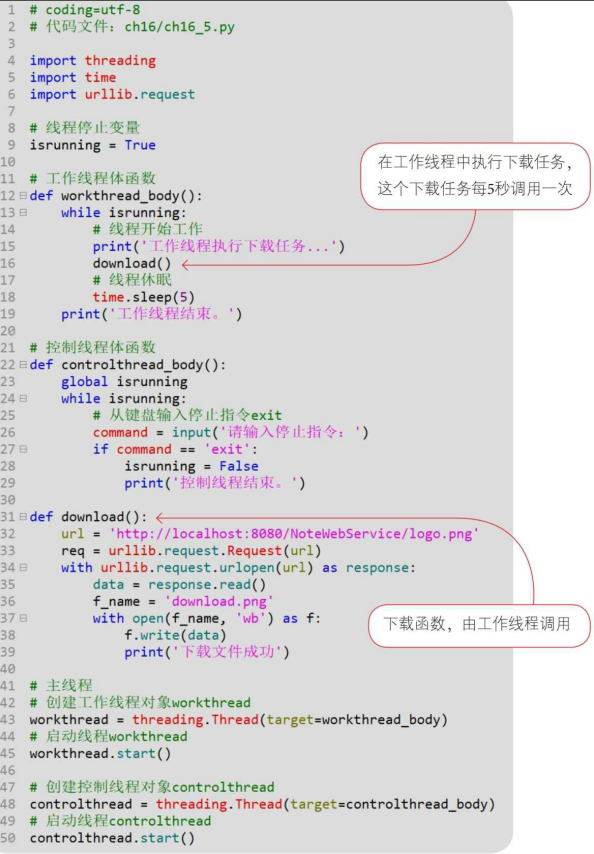 1 # coding=utf-8
2 # 代码文件：ch16/ch16_5.py
3
4 import threading
5 import time
6 import urllib.request
7
8 # 线程停止变量
9 isrunning = True
10
11 # 工作线程体函数
12 def workthread_body():
13     while isrunning:
14         # 线程开始工作
15         print('工作线程执行下载任务...')
16         download()
17         # 线程休眠
18         time.sleep(5)
19     print('工作线程结束。')
20
21 # 控制线程体函数
22 def controlthread_body():
23     global isrunning
24     while isrunning:
25         # 从键盘输入停止指令exit
26         command = input('请输入停止指令：')
27         if command == 'exit':
28             isrunning = False
29             print('控制线程结束。')
30
31 def download():
32     url = 'http://localhost:8080/NoteWebService/logo.png'
33     req = urllib.request.Request(url)
34     with urllib.request.urlopen(url) as response:
35         data = response.read()
36         f_name = 'download.png'
37         with open(f_name, 'wb') as f:
38             f.write(data)
39             print('下载文件成功')
40
41 # 主线程
42 # 创建工作线程对象workthread
43 workthread = threading.Thread(target=workthread_body)
44 # 启动线程workthread
45 workthread.start()
46
47 # 创建控制线程对象controlthread
48 controlthread = threading.Thread(target=controlthread_body)
49 # 启动线程controlthread
50 controlthread.start()
在工作线程中执行下载任务，
这个下载任务每5秒调用一次
下载函数，由工作线程调用